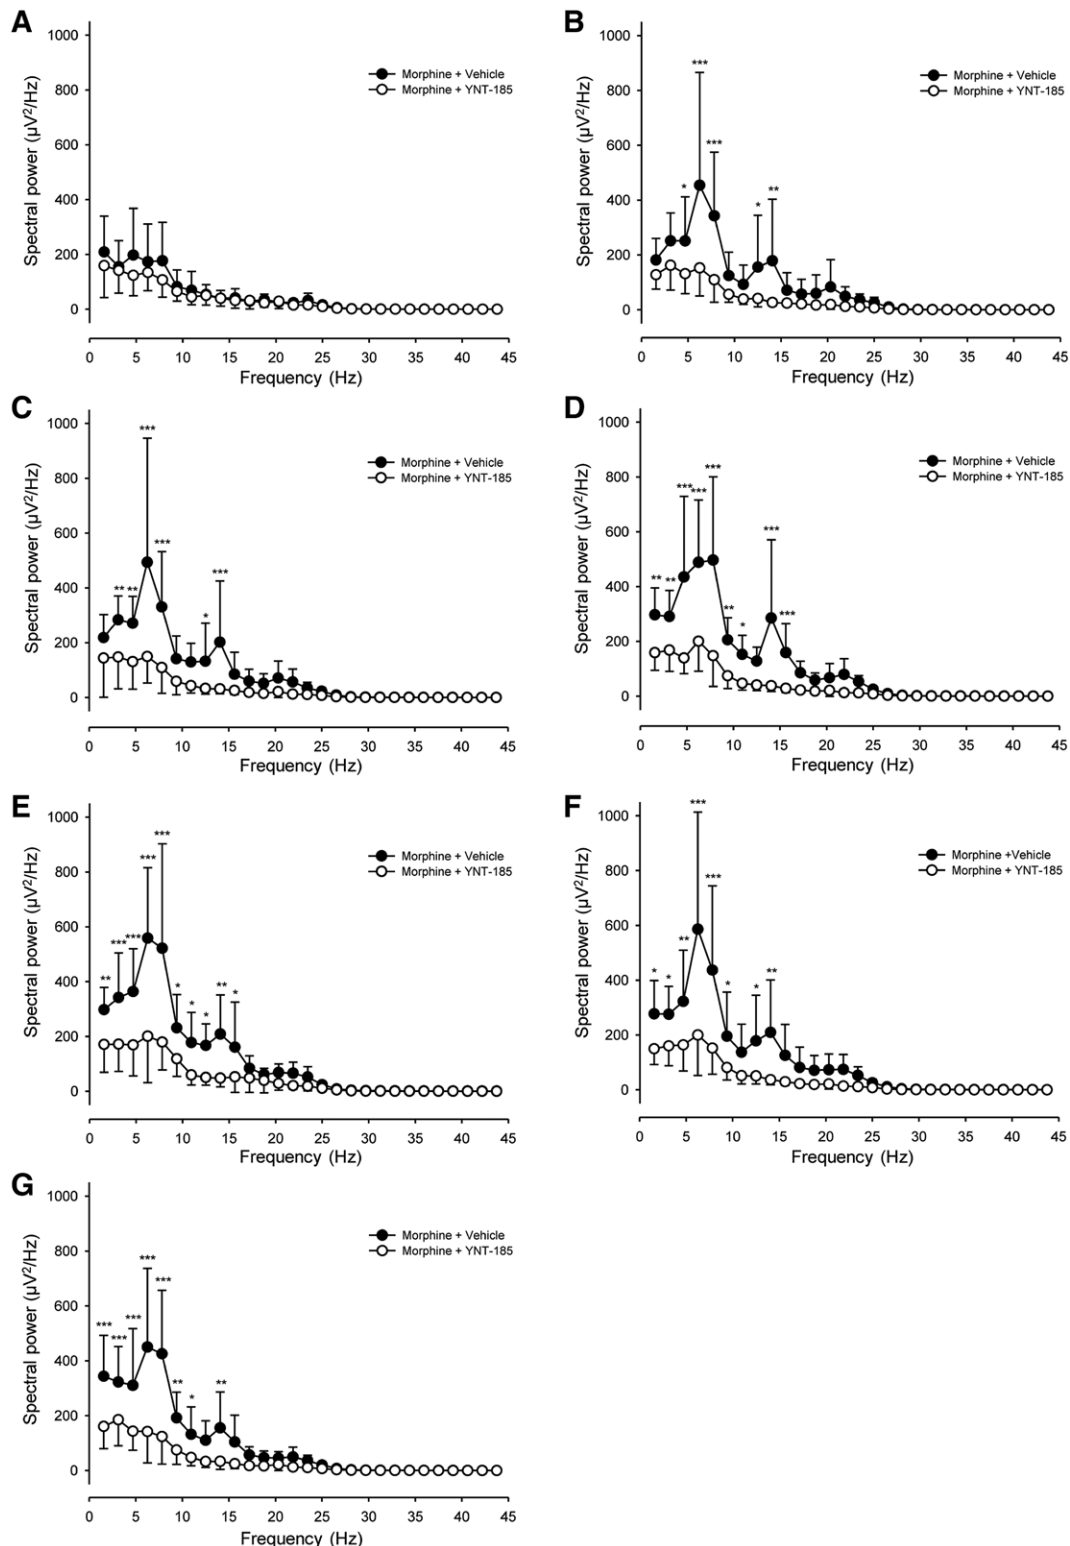 A
Spectral power (µV²/Hz)
1000
800
600
400
200
0
Morphine + Vehicle
Morphine + YNT-185
0 5 10 15 20 25 30 35 40 45
Frequency (Hz)
B
Spectral power (µV²/Hz)
1000
800
600
400
200
0
Morphine + Vehicle
Morphine + YNT-185
* *** *** * **
0 5 10 15 20 25 30 35 40 45
Frequency (Hz)
C
Spectral power (µV²/Hz)
1000
800
600
400
200
0
Morphine + Vehicle
Morphine + YNT-185
** ** *** *** * ***
0 5 10 15 20 25 30 35 40 45
Frequency (Hz)
D
Spectral power (µV²/Hz)
1000
800
600
400
200
0
Morphine + Vehicle
Morphine + YNT-185
** ** *** *** *** ** * *** ***
0 5 10 15 20 25 30 35 40 45
Frequency (Hz)
E
Spectral power (µV²/Hz)
1000
800
600
400
200
0
Morphine + Vehicle
Morphine + YNT-185
** *** *** *** *** * * * ** *
0 5 10 15 20 25 30 35 40 45
Frequency (Hz)
F
Spectral power (µV²/Hz)
1000
800
600
400
200
0
Morphine +Vehicle
Morphine + YNT-185
* * ** *** *** * * **
0 5 10 15 20 25 30 35 40 45
Frequency (Hz)
G
Spectral power (µV²/Hz)
1000
800
600
400
200
0
Morphine + Vehicle
Morphine + YNT-185
*** *** *** *** *** ** * **
0 5 10 15 20 25 30 35 40 45
Frequency (Hz)